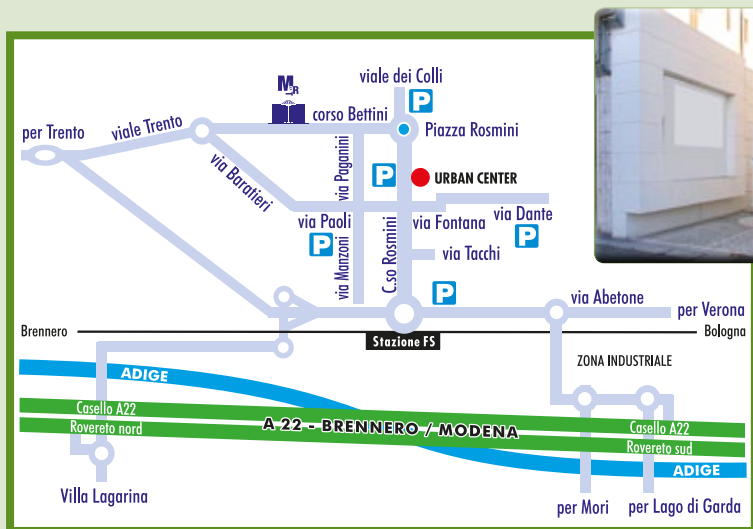 viale dei Colli
P
MaR
corso Bettini
Piazza Rosmini
per Trento
viale Trento
via Baratieri
via Paganini
P
URBAN CENTER
via Paoli
via Fontana
via Dante
P
P
via Manzoni
C.so Rosmini
via Tacchi
P
via Abetone
per Verona
Brennero
Bologna
Stazione FS
ZONA INDUSTRIALE
ADIGE
Casello A22
Rovereto nord
A 22 - BRENNERO / MODENA
Casello A22
Rovereto sud
ADIGE
Villa Lagarina
per Mori
per Lago di Garda